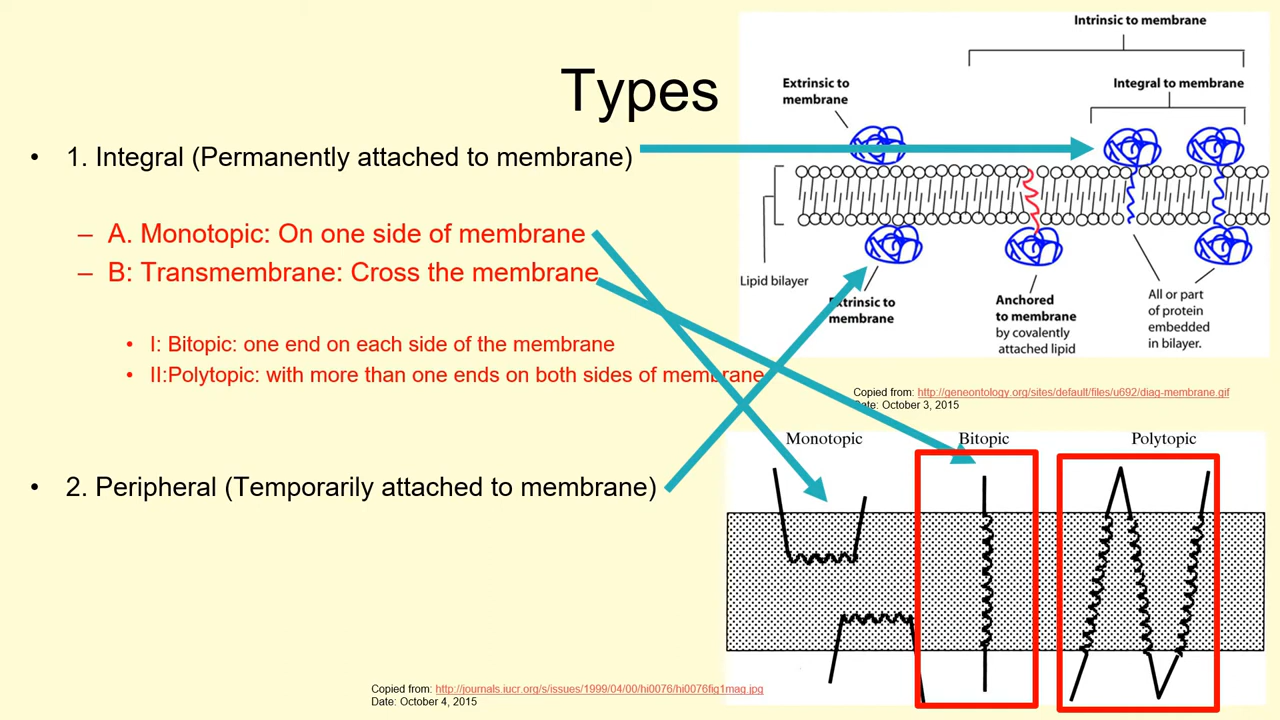 Types
• 1. Integral (Permanently attached to membrane)
– A. Monotopic: On one side of membrane
– B: Transmembrane: Cross the membrane
• I: Bitopic: one end on each side of the membrane
• II:Polytopic: with more than one ends on both sides of membrane
• 2. Peripheral (Temporarily attached to membrane)
Intrinsic to membrane
Extrinsic to
membrane
Integral to membrane
Lipid bilayer
Extrinsic to
membrane
Anchored
to membrane
by covalently
attached lipid
All or part
of protein
embedded
in bilayer.
Copied from: http://geneontology.org/sites/default/files/u692/diag-membrane.gif
Date: October 3, 2015
Monotopic
Bitopic
Polytopic
Copied from: http://journals.iucr.org/s/issues/1999/04/00/hi0076/hi0076fig1mag.jpg
Date: October 4, 2015